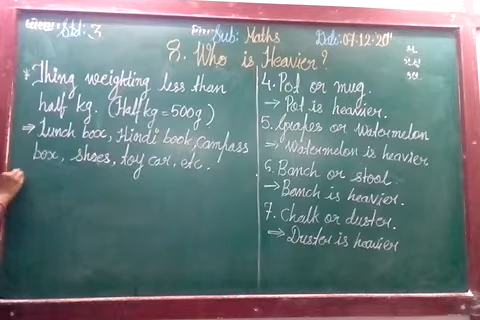 Std: 3
Sub: Maths
Date: 07-12-20
8. Who is Heavier?
* Thing weighting less than
half kg. (Half kg = 500g)
⇒ Lunch box, Hindi book, Compass
box, shoes, toy car, etc.
4. Pot or mug.
→ Pot is heavier.
5. Grapes or Watermelon
⇒ Watermelon is heavier
6. Banch or stool.
→ Bench is heavier.
7. Chalk or duster.
⇒ Duster is heavier